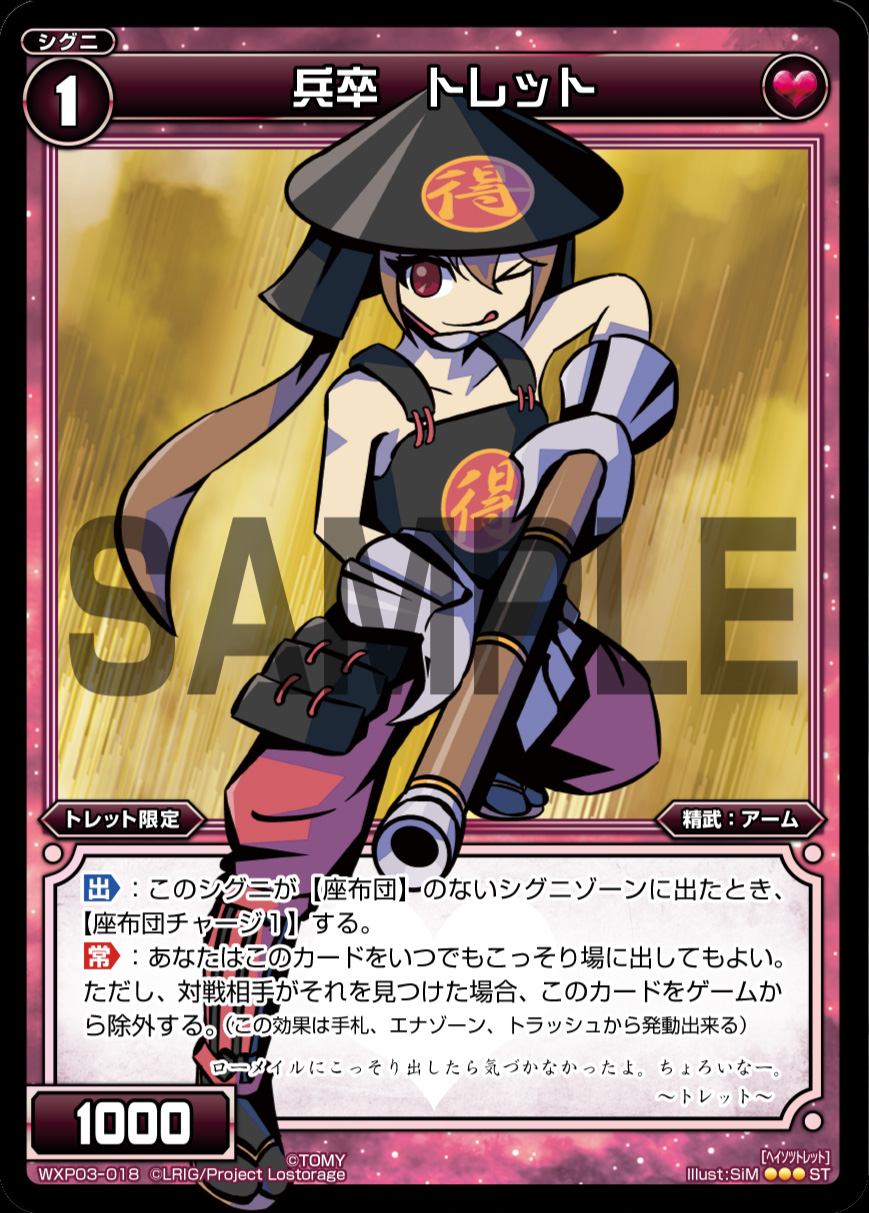 シグニ
1
兵卒　トレット
得
得
SAMPLE
トレット限定
精武：アーム
出：このシグニが【座布団】のないシグニゾーンに出たとき、
【座布団チャージ１】する。
常：あなたはこのカードをいつでもこっそり場に出してもよい。
ただし、対戦相手がそれを見つけた場合、このカードをゲームか
ら除外する。（この効果は手札、エナゾーン、トラッシュから発動出来る）
ローメイルにこっそり出したら気づかなかったよ。ちょろいなー。
～トレット～
1000
©TOMY
[ヘイソツトレット]
WXP03-018 ©LRIG/Project Lostorage
Illust:SiM ST